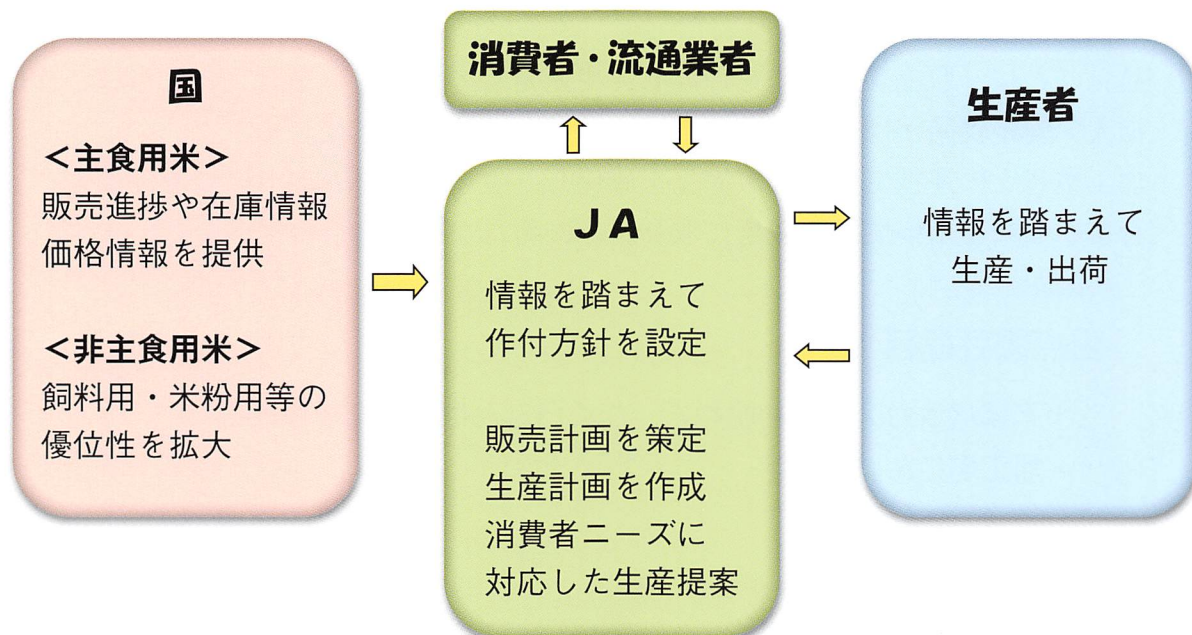 国
<主食用米>
販売進捗や在庫情報
価格情報を提供
<非主食用米>
飼料用・米粉用等の
優位性を拡大
消費者・流通業者
JA
情報を踏まえて
作付方針を設定
販売計画を策定
生産計画を作成
消費者ニーズに
対応した生産提案
生産者
情報を踏まえて
生産・出荷